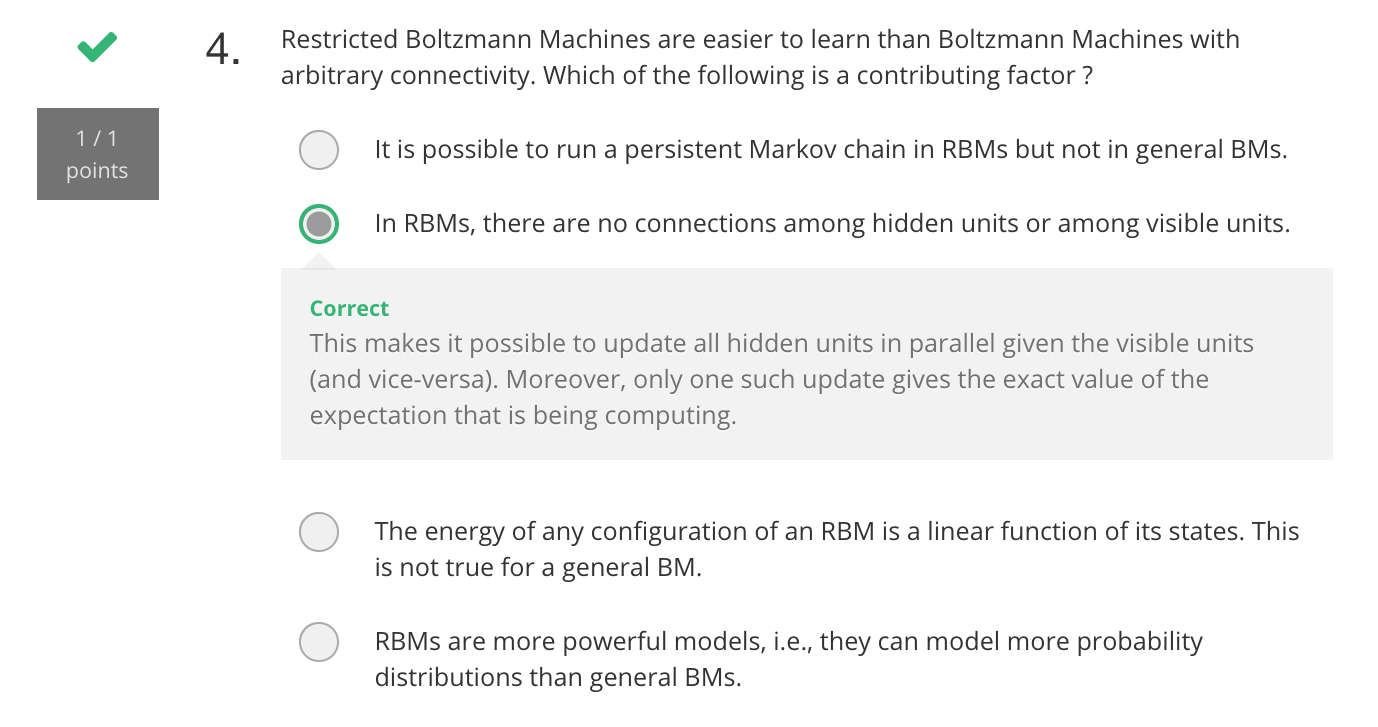 4.
Restricted Boltzmann Machines are easier to learn than Boltzmann Machines with
arbitrary connectivity. Which of the following is a contributing factor ?
1 / 1
points
It is possible to run a persistent Markov chain in RBMs but not in general BMs.
In RBMs, there are no connections among hidden units or among visible units.
Correct
This makes it possible to update all hidden units in parallel given the visible units
(and vice-versa). Moreover, only one such update gives the exact value of the
expectation that is being computing.
The energy of any configuration of an RBM is a linear function of its states. This
is not true for a general BM.
RBMs are more powerful models, i.e., they can model more probability
distributions than general BMs.